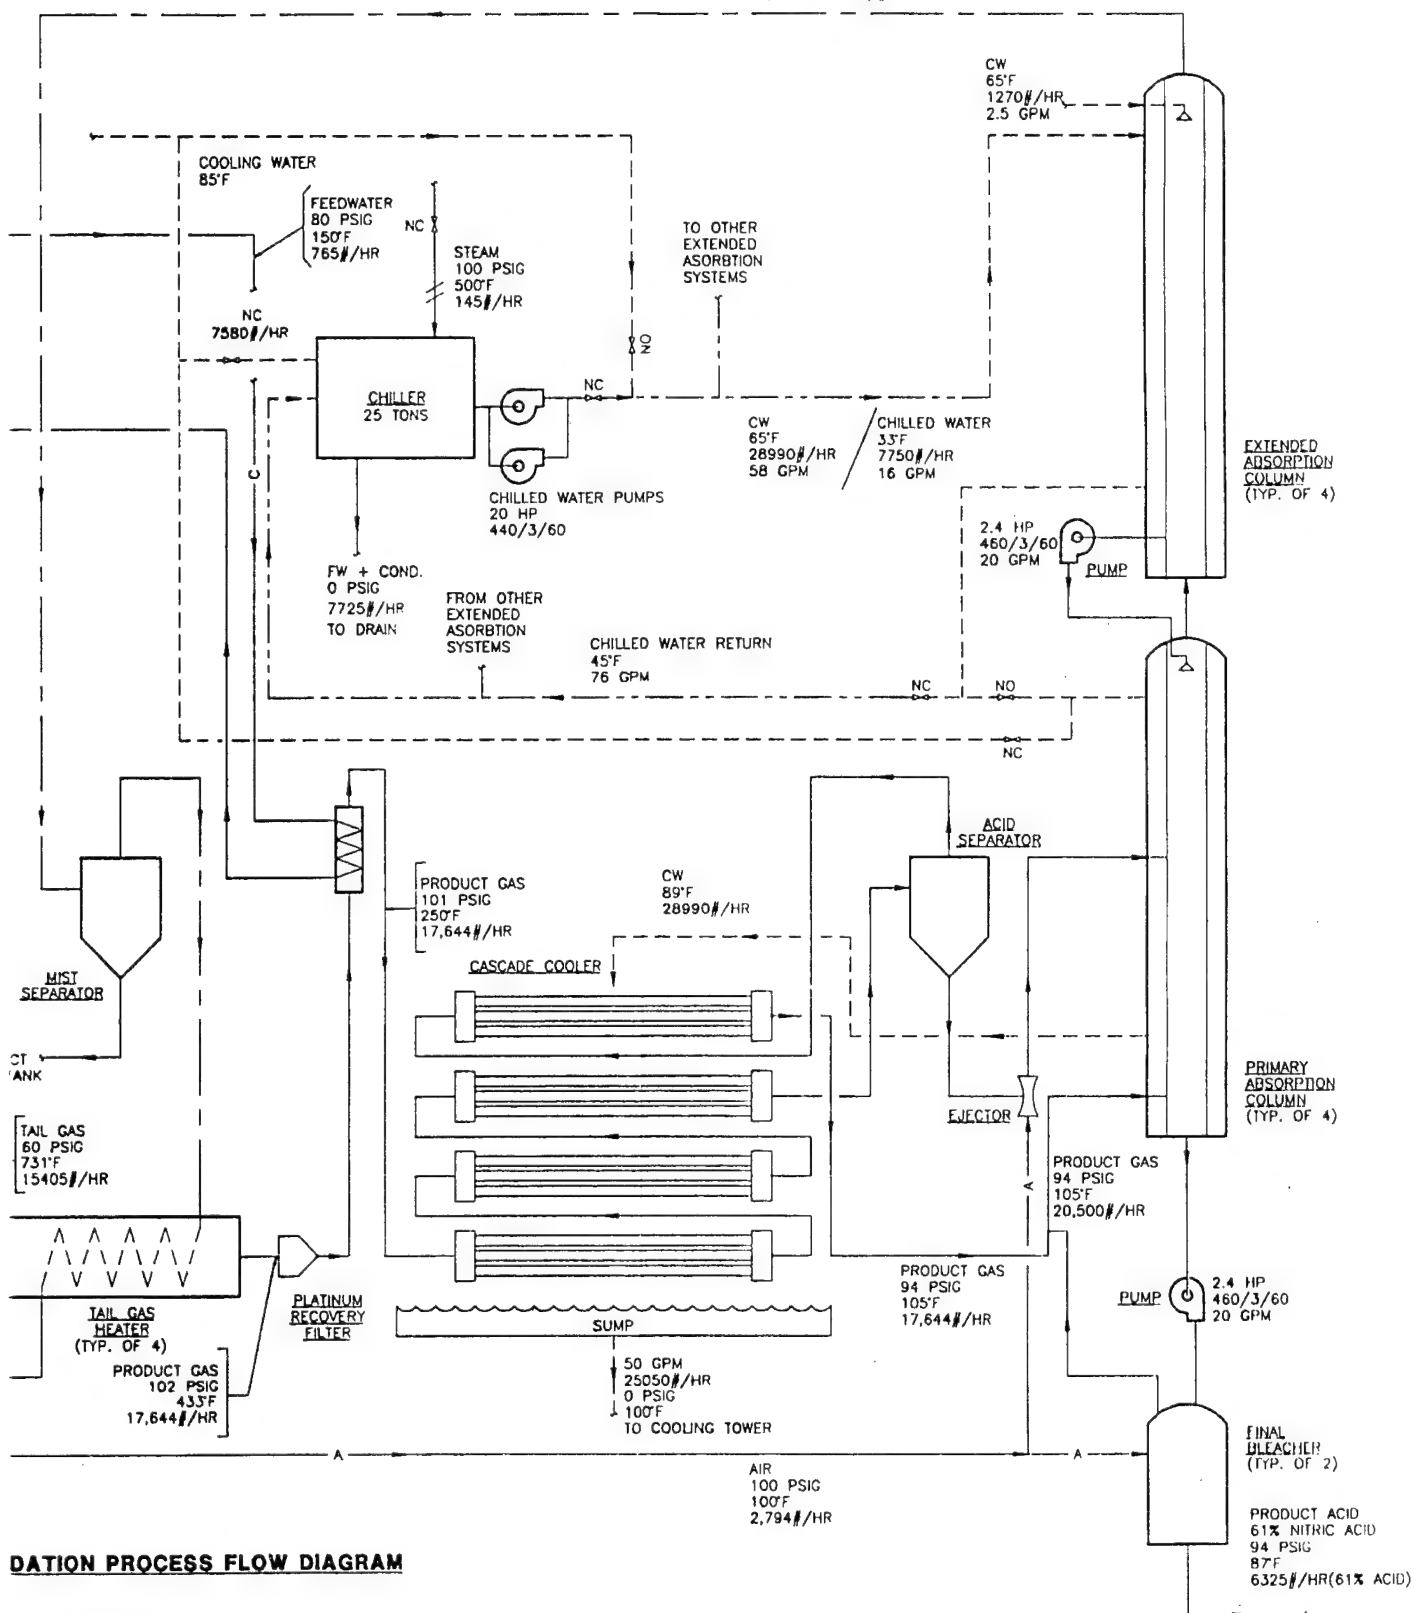 CW
65°F
1270#/HR
2.5 GPM
COOLING WATER
85°F
FEEDWATER
80 PSIG
150°F
765#/HR
NC
STEAM
100 PSIG
500°F
145#/HR
TO OTHER
EXTENDED
ASORBTION
SYSTEMS
NC
7580#/HR
NO
CHILLER
25 TONS
NC
CW
65°F
28990#/HR
58 GPM
CHILLED WATER
33°F
7750#/HR
16 GPM
EXTENDED
ABSORPTION
COLUMN
(TYP. OF 4)
C
CHILLED WATER PUMPS
20 HP
440/3/60
2.4 HP
460/3/60
20 GPM
PUMP
FW + COND.
0 PSIG
7725#/HR
TO DRAIN
FROM OTHER
EXTENDED
ASORBTION
SYSTEMS
CHILLED WATER RETURN
45°F
76 GPM
NC
NO
NC
ACID
SEPARATOR
PRODUCT GAS
101 PSIG
250°F
17,644#/HR
CW
89°F
28990#/HR
CASCADE COOLER
MIST
SEPARATOR
CT
ANK
PRIMARY
ABSORPTION
COLUMN
(TYP. OF 4)
EJECTOR
TAIL GAS
60 PSIG
731°F
15405#/HR
A
PRODUCT GAS
94 PSIG
105°F
20,500#/HR
PRODUCT GAS
94 PSIG
105°F
17,644#/HR
PUMP
2.4 HP
460/3/60
20 GPM
TAIL GAS
HEATER
(TYP. OF 4)
PLATINUM
RECOVERY
FILTER
SUMP
PRODUCT GAS
102 PSIG
433°F
17,644#/HR
50 GPM
25050#/HR
0 PSIG
100°F
TO COOLING TOWER
A
A
FINAL
BLEACHER
(TYP. OF 2)
AIR
100 PSIG
100°F
2,794#/HR
PRODUCT ACID
61% NITRIC ACID
94 PSIG
87°F
6325#/HR(61% ACID)
DATION PROCESS FLOW DIAGRAM